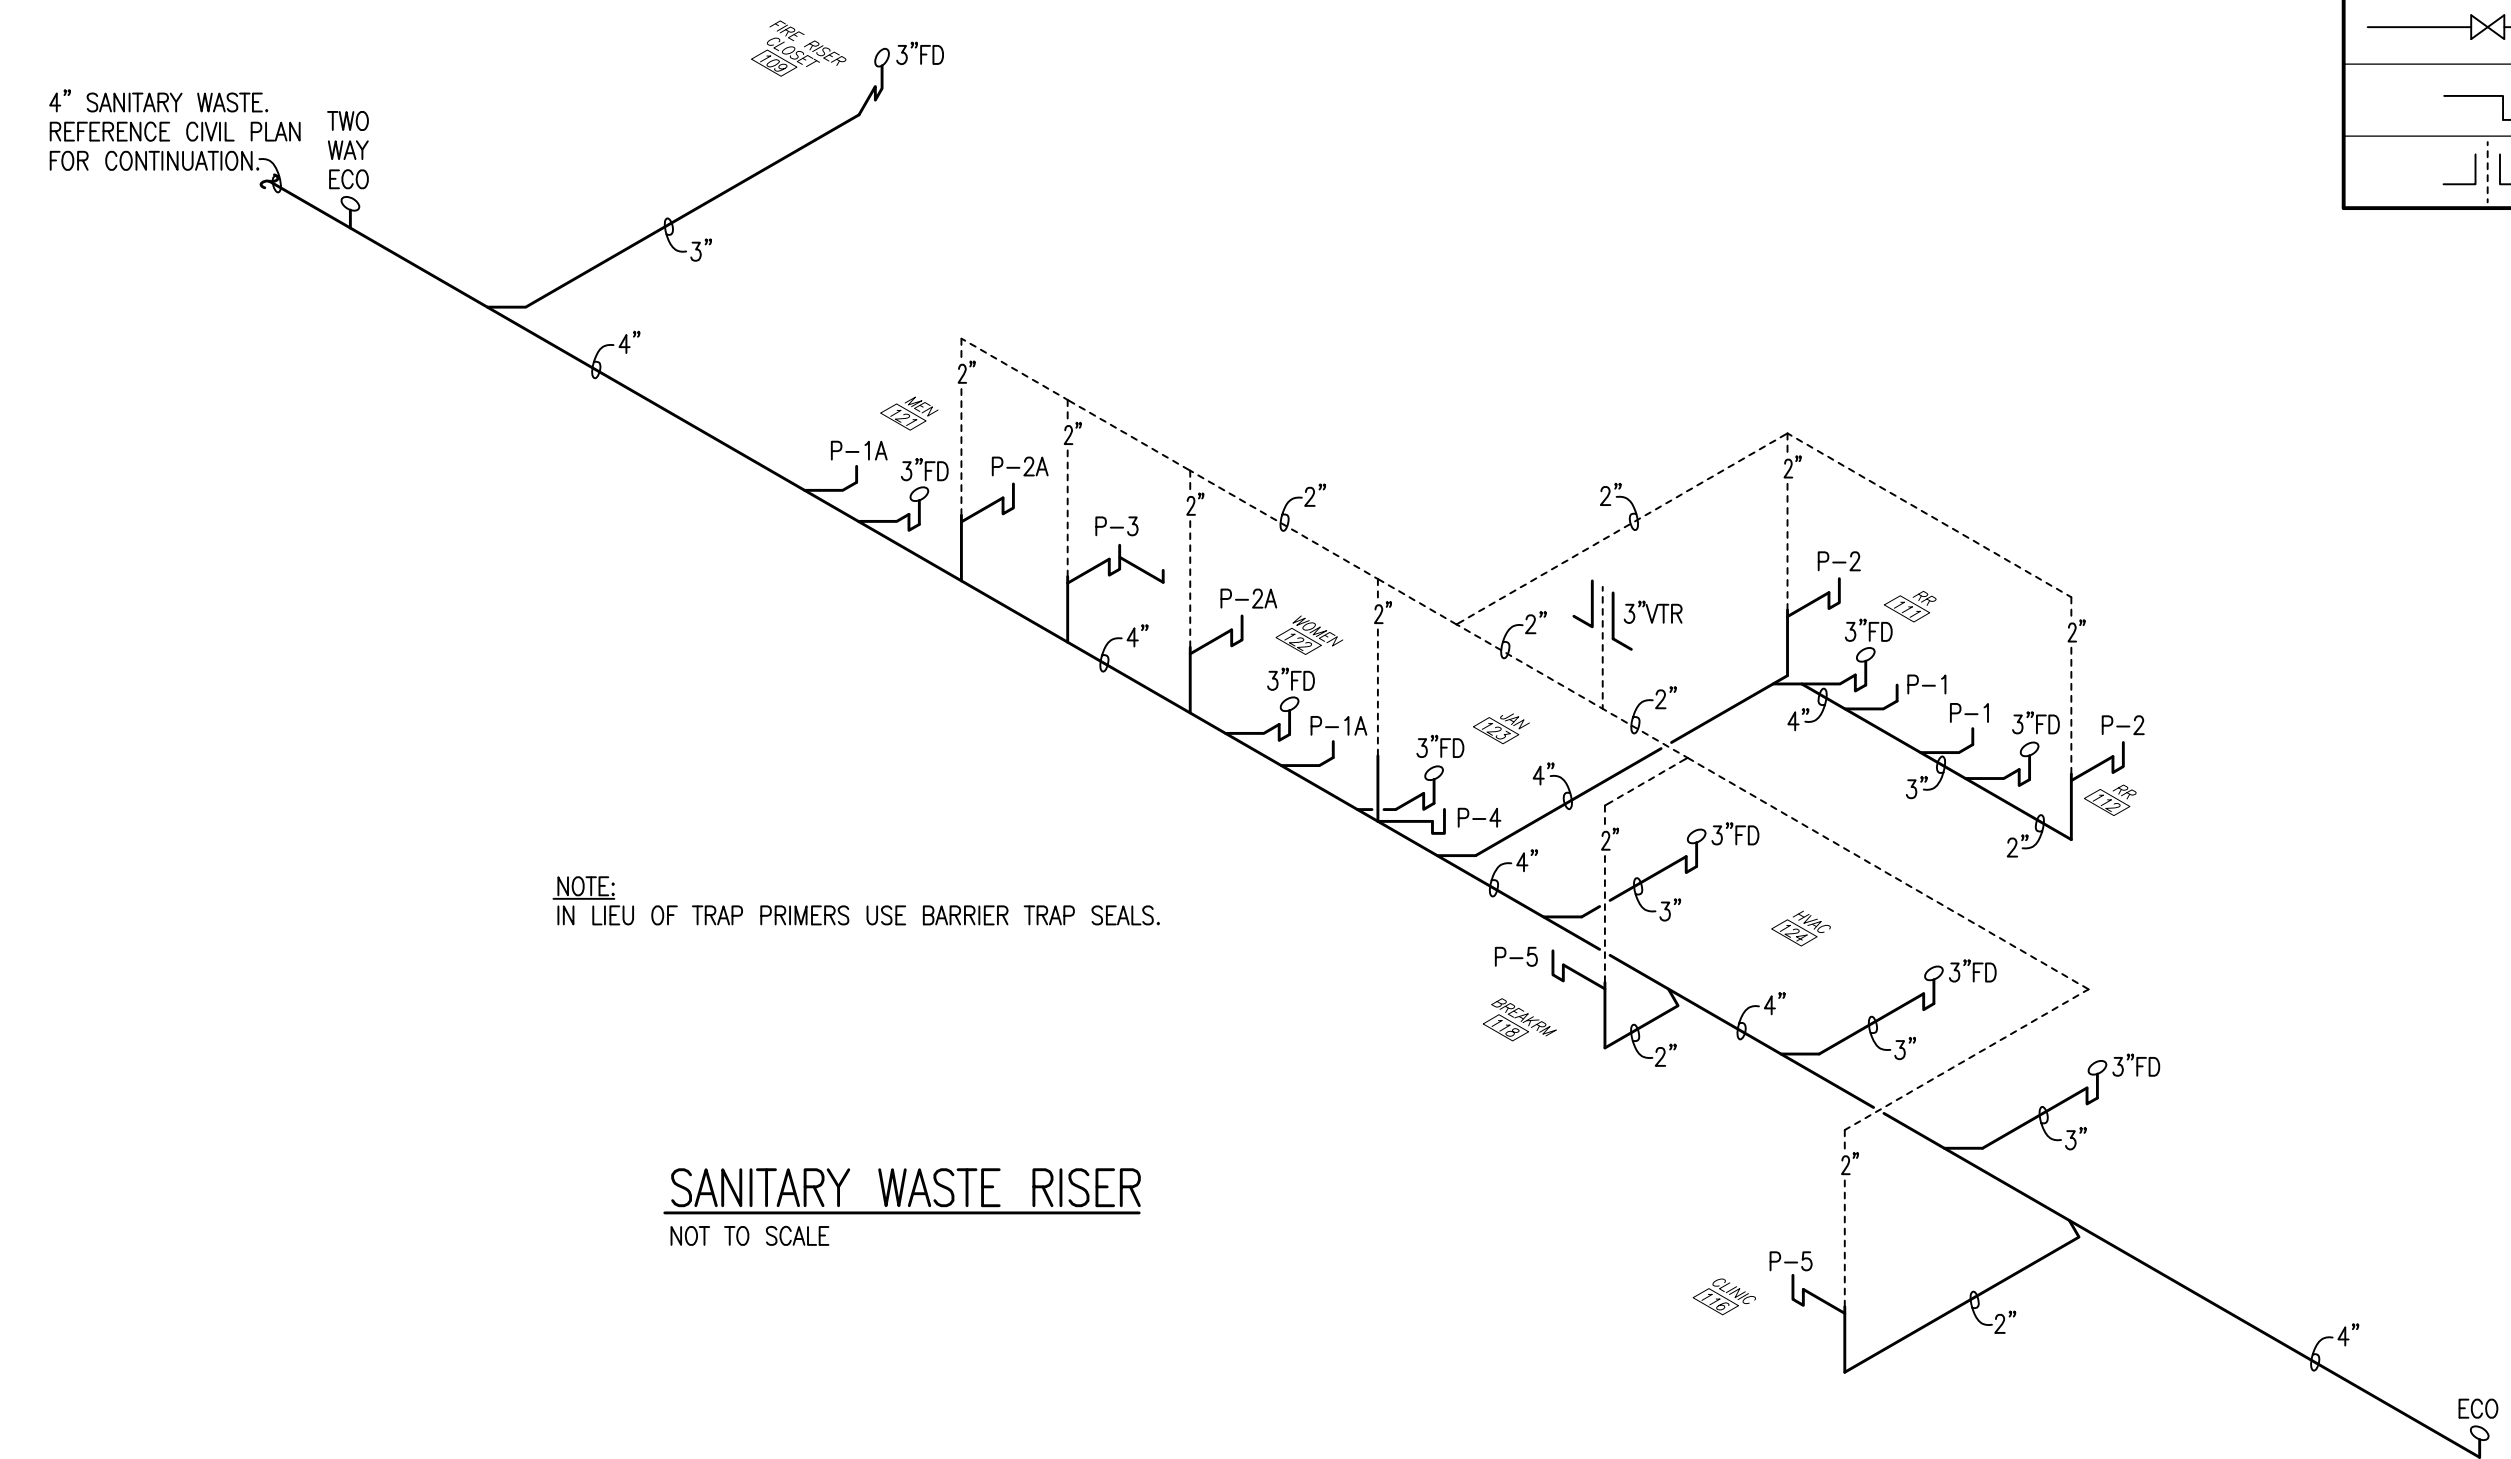 FIRE RISER
CLOSET
109
3"FD
4" SANITARY WASTE.
REFERENCE CIVIL PLAN
FOR CONTINUATION.
TWO
WAY
ECO
3"
4"
2"
MEN
121
2"
P-1A
3"FD
P-2A
2"
2"
2"
2"
P-3
P-2
RR
111
P-2A
WOMEN
122
2"
2"
3"VTR
3"FD
2"
4"
3"FD
P-1
2"
4"
P-1
P-1A
JAN
123
3"FD
P-2
3"FD
4"
3"
RR
112
P-4
3"FD
2"
2"
4"
NOTE:
IN LIEU OF TRAP PRIMERS USE BARRIER TRAP SEALS.
3"
HVAC
124
P-5
3"FD
BREAKRM
118
4"
3"
2"
3"FD
3"
2"
SANITARY WASTE RISER
NOT TO SCALE
P-5
CLINIC
116
2"
4"
ECO